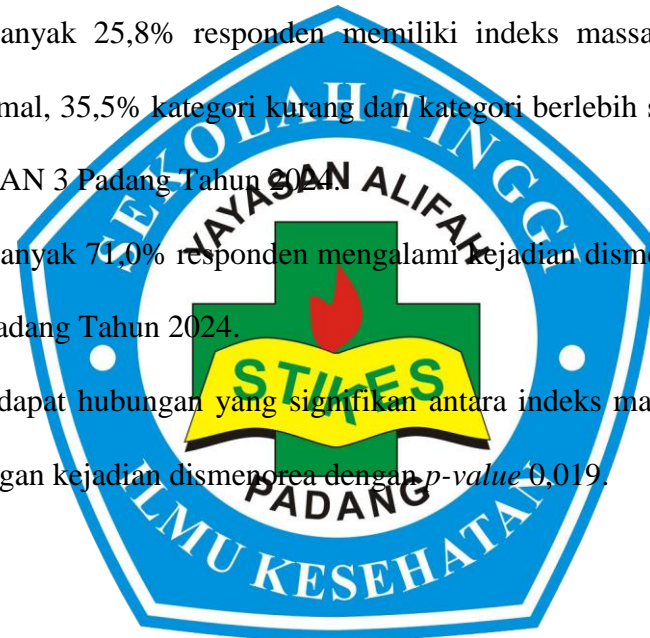 anyak 25,8% responden memiliki indeks massa
mal, 35,5% kategori kurang dan kategori berlebih s
AN 3 Padang Tahun 2024.
anyak 71,0% responden mengalami kejadian disme
adang Tahun 2024.
dapat hubungan yang signifikan antara indeks ma
gan kejadian dismenorea dengan p-value 0,019.
SEKOLAH TINGGI
YAYASAN ALIFAH
STIKES
PADANG
ILMU KESEHATAN